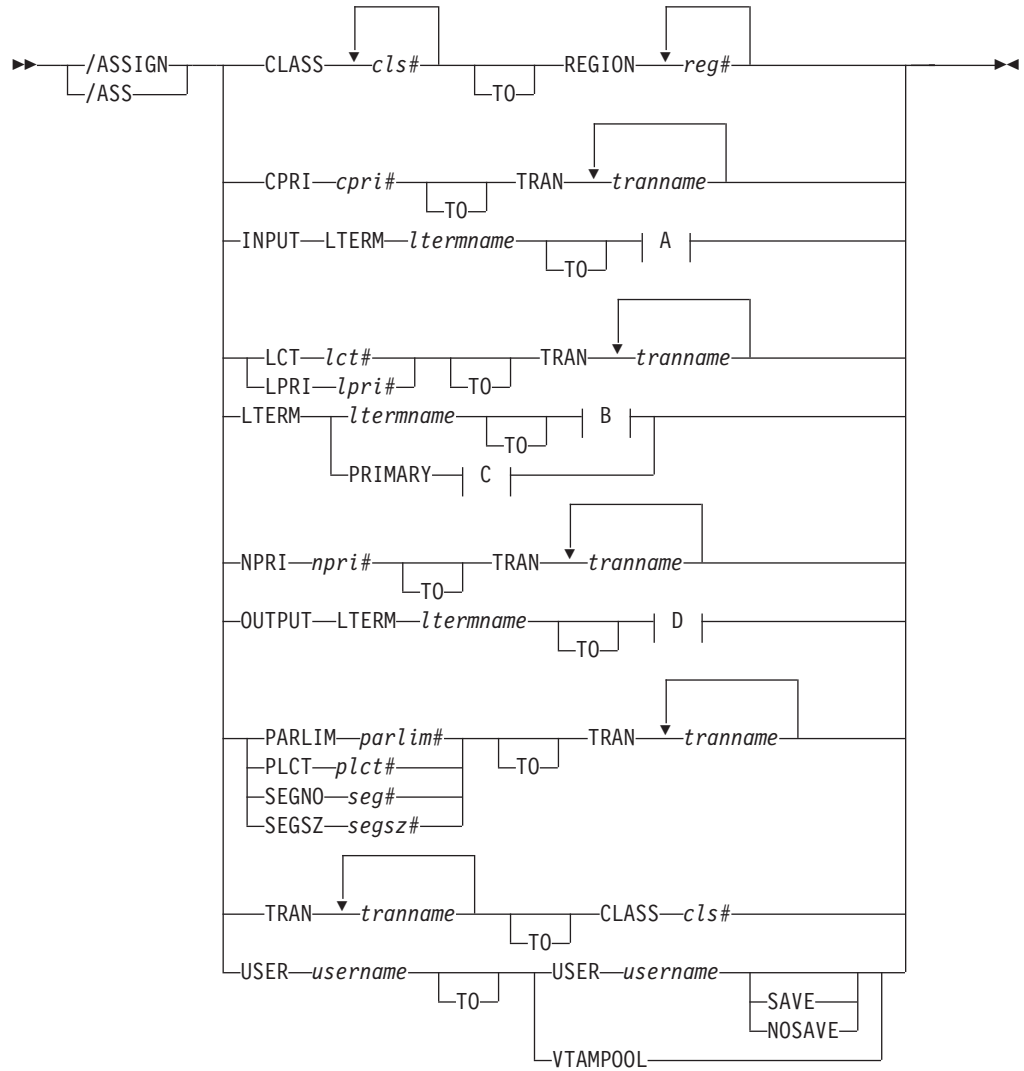 /ASSIGN CLASS cls# REGION reg#
/ASS TO
CPRI cpri# TRAN tranname
TO
INPUT LTERM ltermname A
TO
LCT lct# TRAN tranname
LPRI lpri# TO
LTERM ltermname B
TO
PRIMARY C
NPRI npri# TRAN tranname
TO
OUTPUT LTERM ltermname D
TO
PARLIM parlim# TRAN tranname
PLCT plct# TO
SEGNO seg#
SEGSZ segsz#
TRAN tranname CLASS cls#
TO
USER username USER username
TO SAVE
NOSAVE
VTAMPOOL